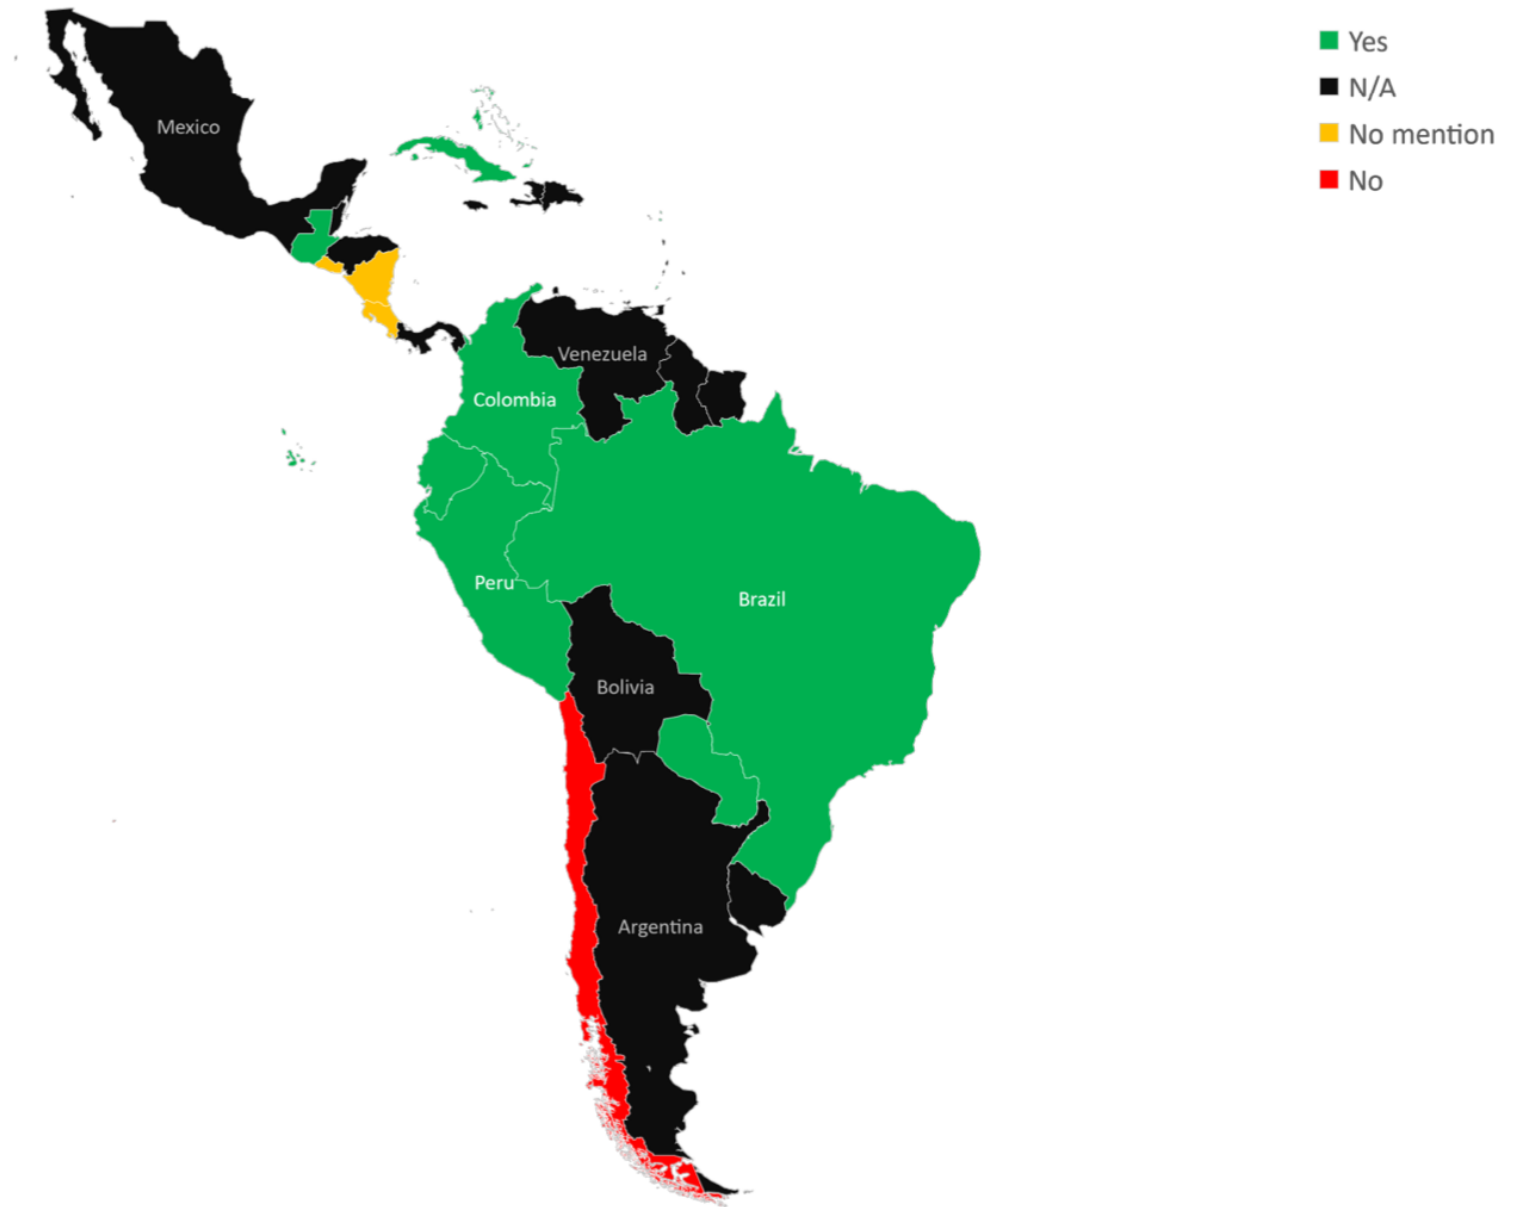 Yes
N/A
No mention
No
Mexico
Venezuela
Colombia
Peru
Brazil
Bolivia
Argentina